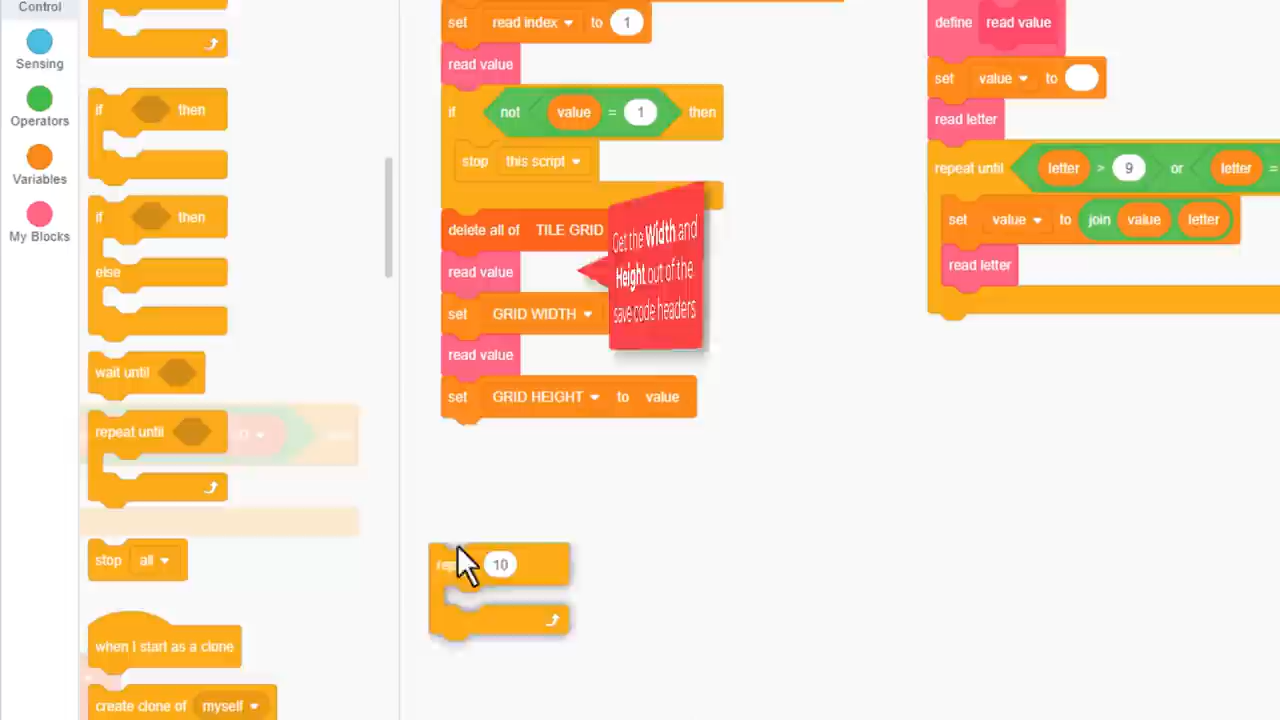 Control
Sensing
Operators
Variables
My Blocks
if then
if then
else
wait until
repeat until
stop all
when I start as a clone
create clone of myself
set read index to 1
read value
if not value = 1 then
stop this script
delete all of TILE GRID
read value
set GRID WIDTH
read value
set GRID HEIGHT to value
Get the Width and
Height out of the
save code headers
10
define read value
set value to
read letter
repeat until letter > 9 or letter =
set value to join value letter
read letter